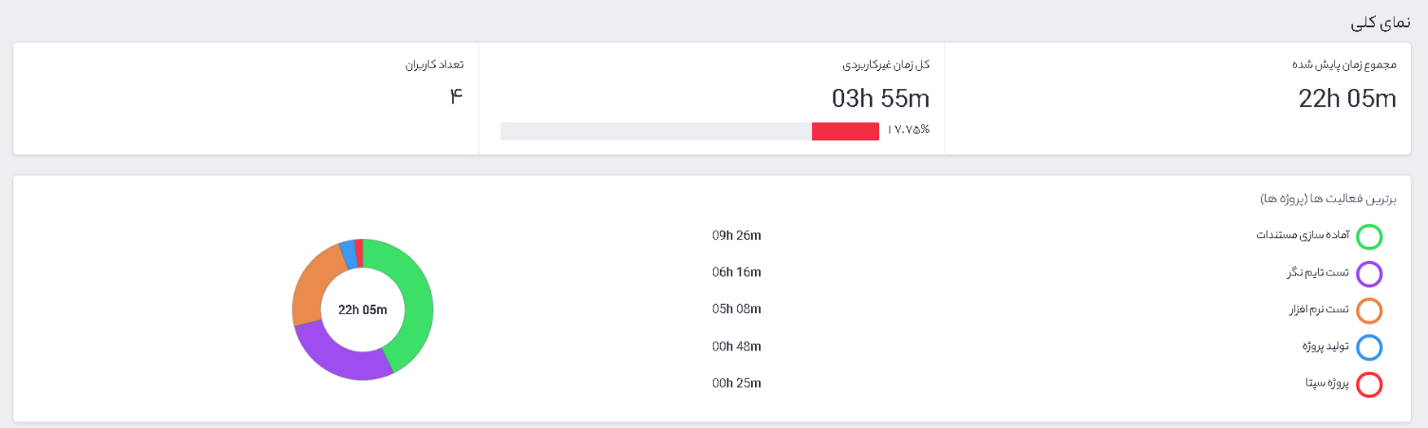 نمای کلی
مجموع زمان پایش شده
22h 05m
کل زمان غیرکاربردی
03h 55m
۱۷.۷۵%
تعداد کاربران
۴
برترین فعالیت ها (پروژه ها)
آماده سازی مستندات 09h 26m
تست تایم نگر 06h 16m
تست نرم افزار 05h 08m
تولید پروژه 00h 48m
پروژه سپتا 00h 25m
22h 05m